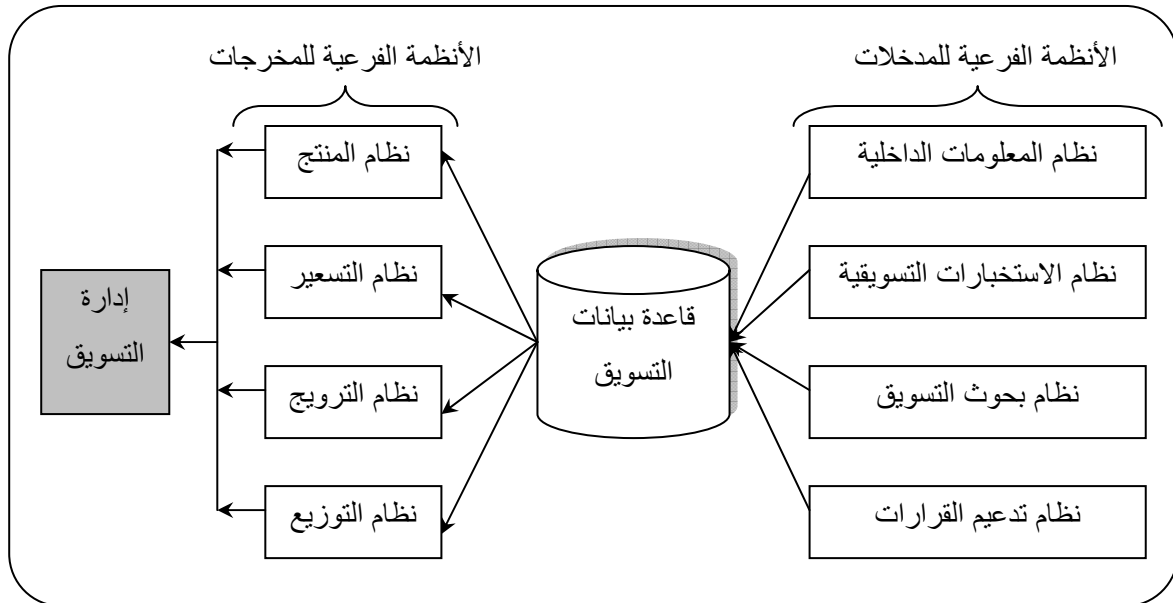 الأنظمة الفرعية للمدخلات
نظام المعلومات الداخلية
نظام الاستخبارات التسويقية
نظام بحوث التسويق
نظام تدعيم القرارات
قاعدة بيانات
التسويق
الأنظمة الفرعية للمخرجات
نظام المنتج
نظام التسعير
نظام الترويج
نظام التوزيع
إدارة
التسويق